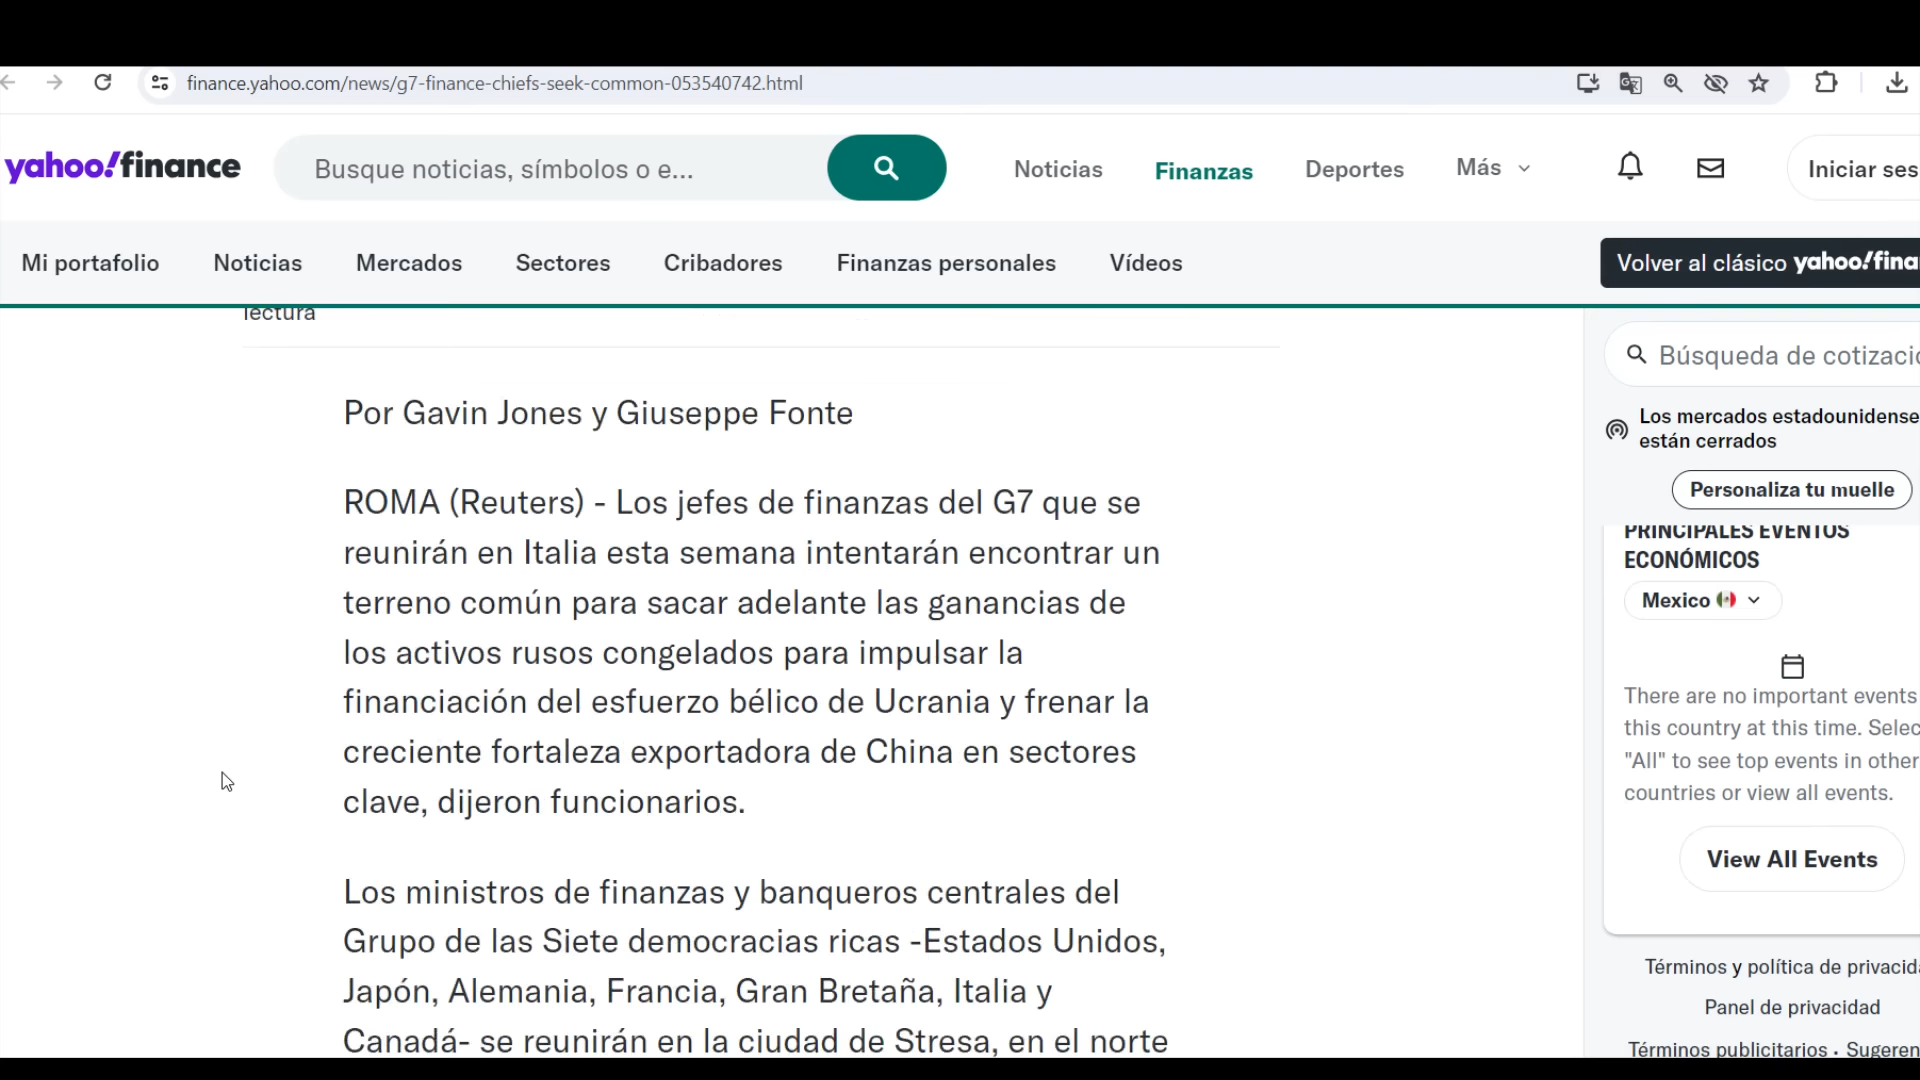 finance.yahoo.com/news/g7-finance-chiefs-seek-common-053540742.html
yahoo!finance
Busque noticias, símbolos o e...
Noticias
Finanzas
Deportes
Más
Iniciar ses
Mi portafolio
Noticias
Mercados
Sectores
Cribadores
Finanzas personales
Vídeos
Volver al clásico yahoo!fina
lectura
Por Gavin Jones y Giuseppe Fonte
ROMA (Reuters) - Los jefes de finanzas del G7 que se
reunirán en Italia esta semana intentarán encontrar un
terreno común para sacar adelante las ganancias de
los activos rusos congelados para impulsar la
financiación del esfuerzo bélico de Ucrania y frenar la
creciente fortaleza exportadora de China en sectores
clave, dijeron funcionarios.
Los ministros de finanzas y banqueros centrales del
Grupo de las Siete democracias ricas -Estados Unidos,
Japón, Alemania, Francia, Gran Bretaña, Italia y
Canadá- se reunirán en la ciudad de Stresa, en el norte
Búsqueda de cotizacio
Los mercados estadounidense
están cerrados
Personaliza tu muelle
PRINCIPALES EVENTOS
ECONÓMICOS
Mexico
There are no important events
this country at this time. Selec
"All" to see top events in other
countries or view all events.
View All Events
Términos y política de privacida
Panel de privacidad
Términos publicitarios • Sugeren